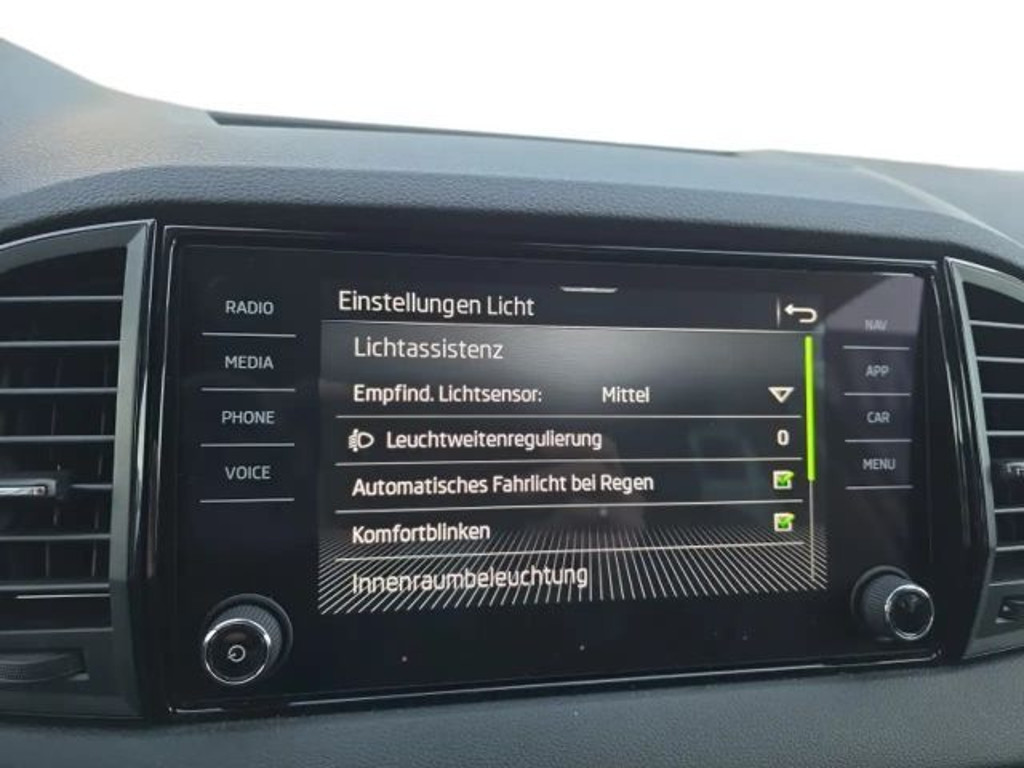 RADIO
MEDIA
PHONE
VOICE
Einstellungen Licht
Lichtassistenz
Empfind. Lichtsensor: Mittel
Leuchtweitenregulierung 0
Automatisches Fahrlicht bei Regen
Komfortblinken
Innenraumbeleuchtung
NAV
APP
CAR
MENU